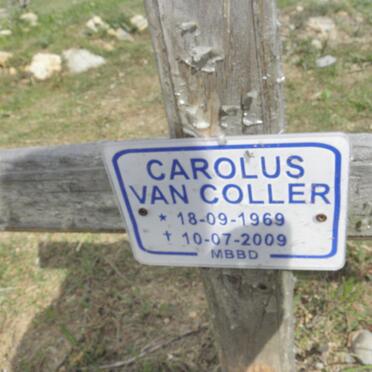 CAROLUS
VAN COLLER
* 18-09-1969
† 10-07-2009
MBBD